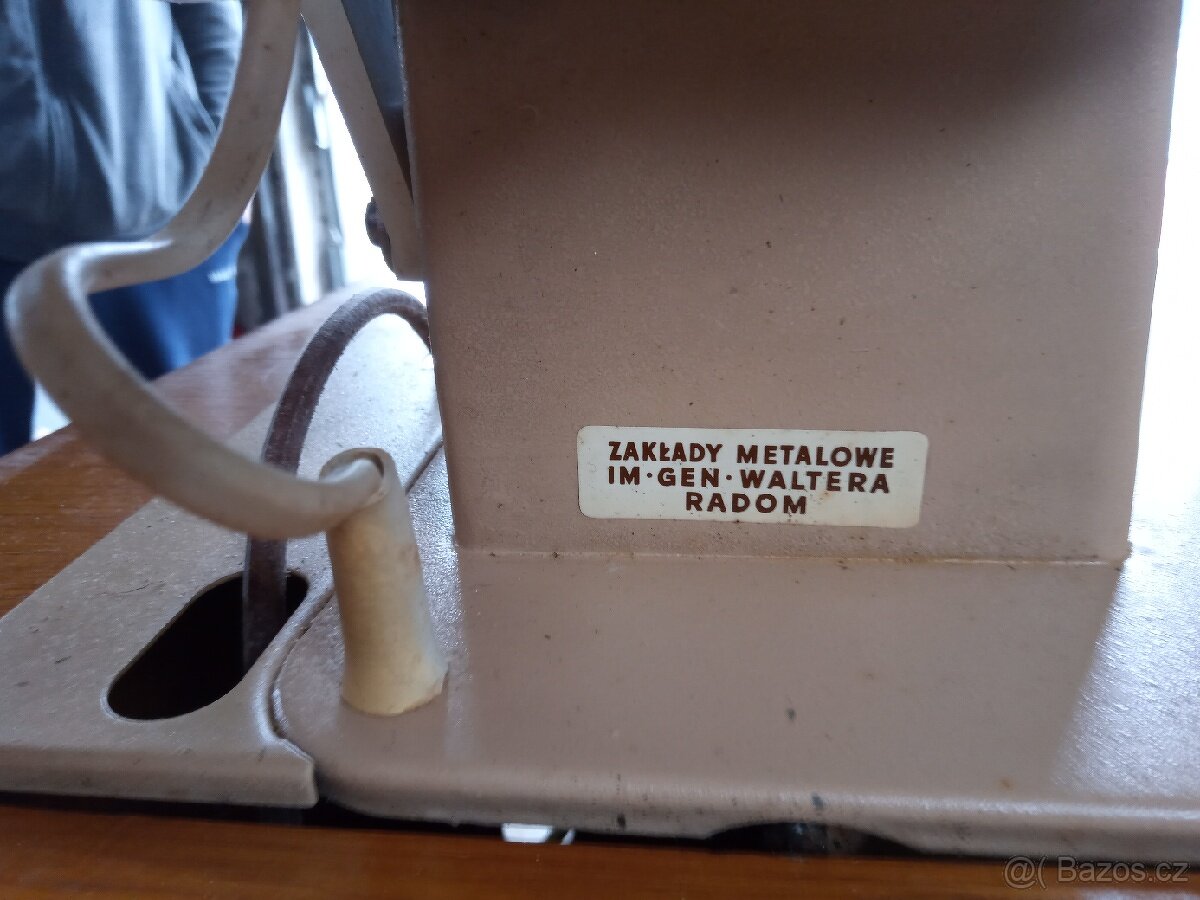 ZAKŁADY METALOWE
IM·GEN·WALTERA
RADOM
@( Bazos.cz